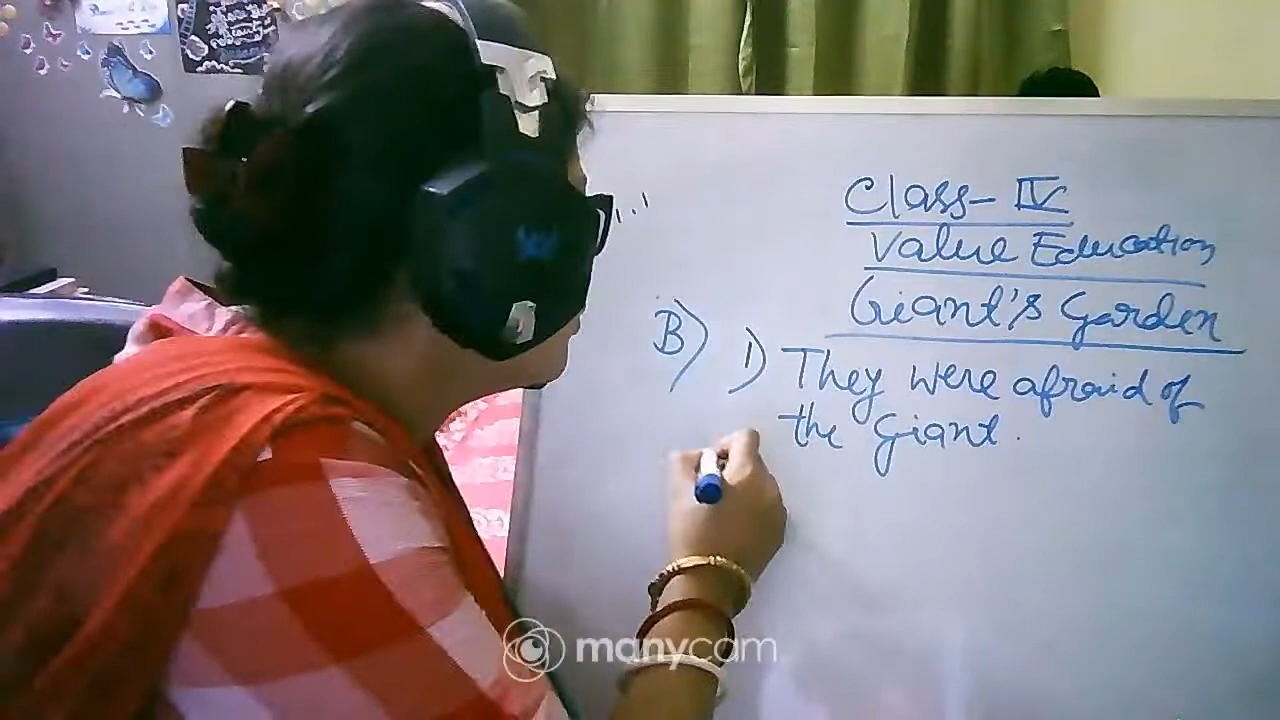 Class- IV
Value Education
Giant's Garden
B) 1) They were afraid of
the Giant.
manycam